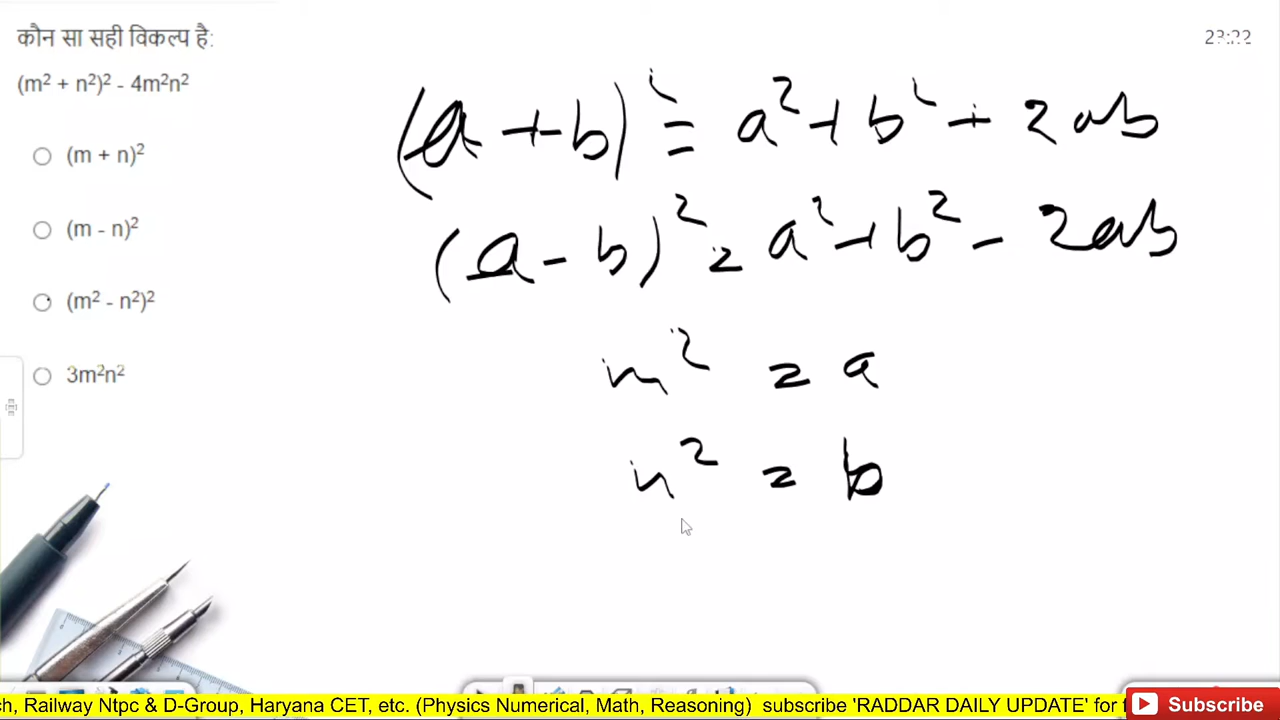 कौन सा सही विकल्प है:
23:22
(m² + n²)² - 4m²n²
(m + n)²
(m - n)²
(m² - n²)²
3m²n²
(a+b)² = a²+b²+2ab
(a-b)² = a²+b²-2ab
m² = a
n² = b
ch, Railway Ntpc & D-Group, Haryana CET, etc. (Physics Numerical, Math, Reasoning) subscribe 'RADDAR DAILY UPDATE' for f
Subscribe